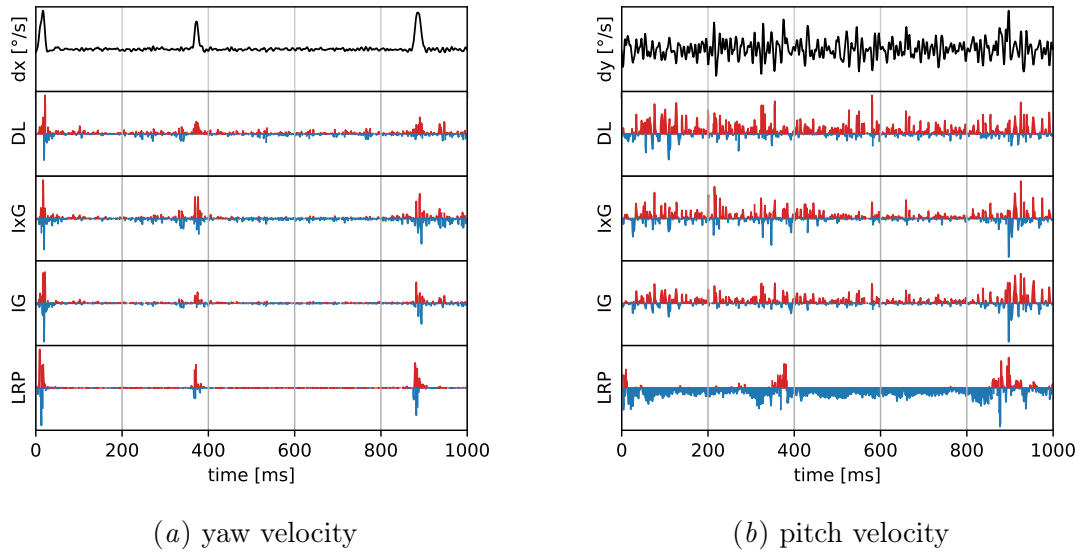 dx [°/s]
DL
IxG
IG
LRP
0 200 400 600 800 1000
time [ms]
(a) yaw velocity
dy [°/s]
DL
IxG
IG
LRP
0 200 400 600 800 1000
time [ms]
(b) pitch velocity